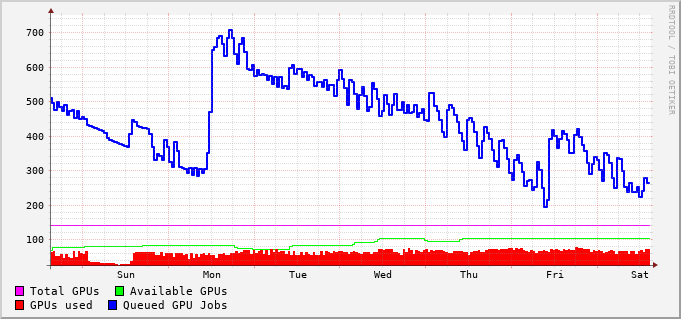 700
600
500
400
300
200
100
Sun Mon Tue Wed Thu Fri Sat
Total GPUs Available GPUs
GPUs used Queued GPU Jobs
RRDTOOL / TOBI OETIKER